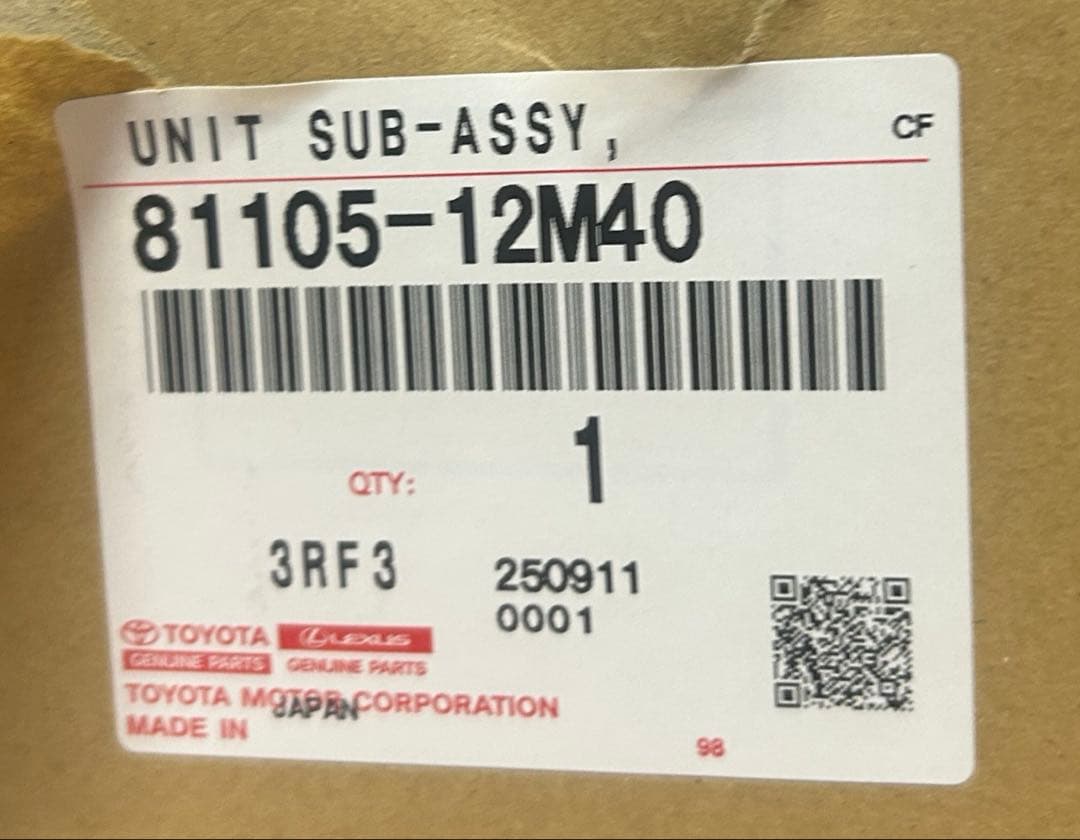 UNIT SUB-ASSY,
CF
81105-12M40
QTY: 1
3RF3
250911
0001
TOYOTA LEXUS
GENUINE PARTS GENUINE PARTS
TOYOTA MOTOR CORPORATION
MADE IN JAPAN
98